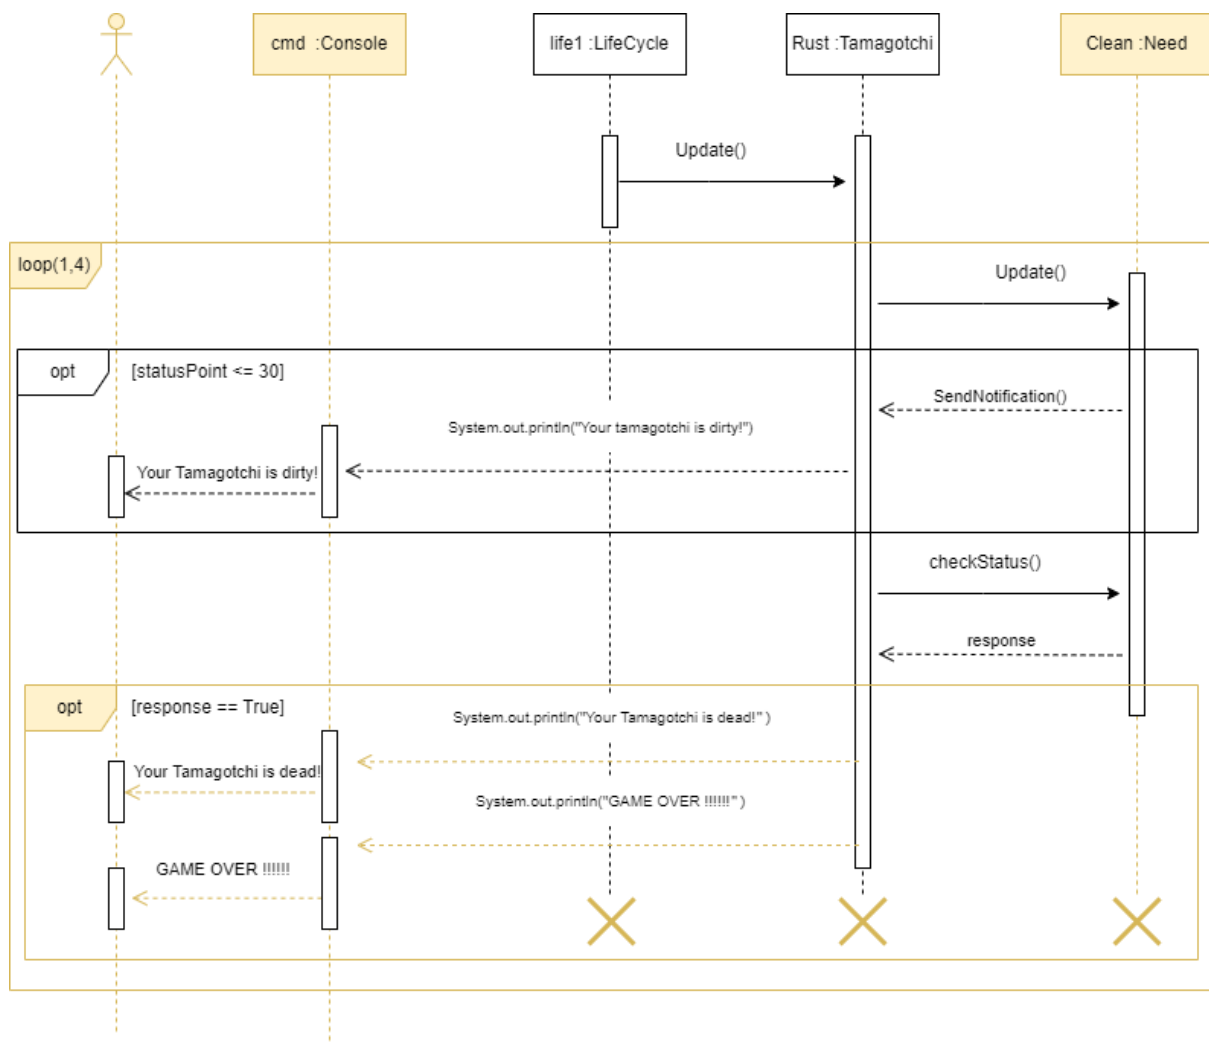 cmd  :Console
life1 :LifeCycle
Rust :Tamagotchi
Clean :Need
Update()
loop(1,4)
Update()
opt
[statusPoint <= 30]
SendNotification()
System.out.println("Your tamagotchi is dirty!")
Your Tamagotchi is dirty!
checkStatus()
response
opt
[response == True]
System.out.println("Your Tamagotchi is dead!" )
Your Tamagotchi is dead!
System.out.println("GAME OVER !!!!!!" )
GAME OVER !!!!!!